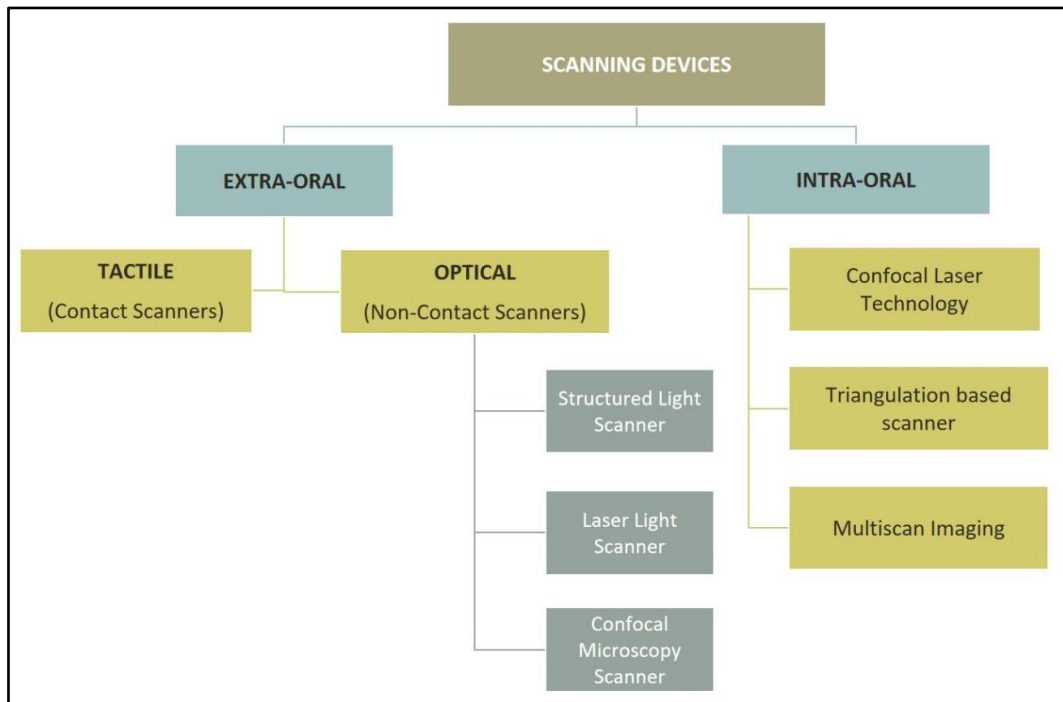 SCANNING DEVICES
EXTRA-ORAL
INTRA-ORAL
TACTILE
(Contact Scanners)
OPTICAL
(Non-Contact Scanners)
Confocal Laser
Technology
Structured Light
Scanner
Triangulation based
scanner
Laser Light
Scanner
Multiscan Imaging
Confocal
Microscopy
Scanner